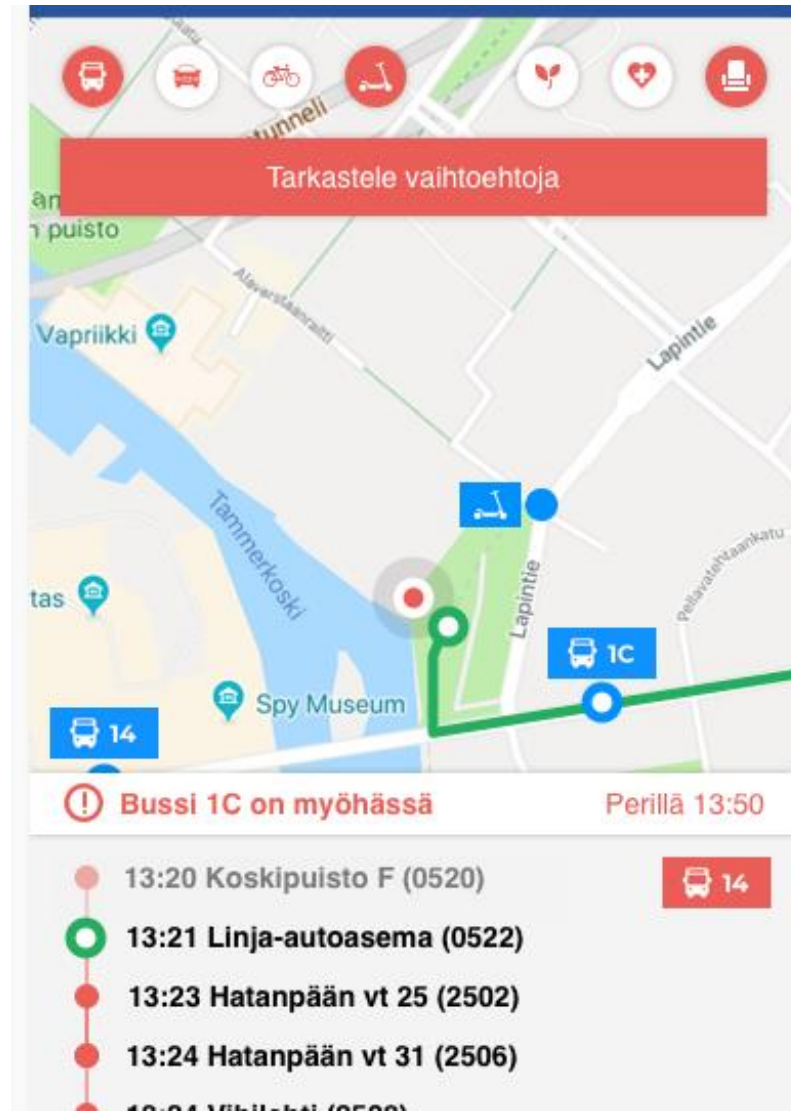 tunneli
Tarkastele vaihtoehtoja
an
n puisto
Alaverstaanraitti
Vapriikki
Lapintie
Tammerkoski
Pellavatehtaankatu
tas
Lapintie
1C
Spy Museum
14
Bussi 1C on myöhässä Perillä 13:50
13:20 Koskipuisto F (0520) 14
13:21 Linja-autoasema (0522)
13:23 Hatanpään vt 25 (2502)
13:24 Hatanpään vt 31 (2506)